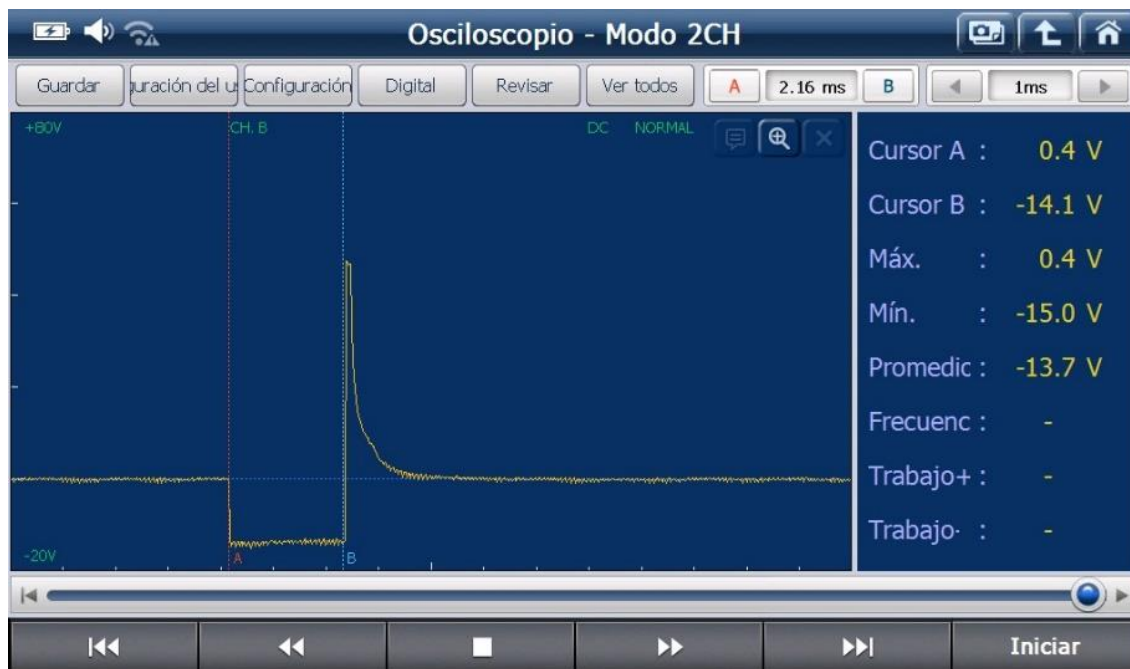 Osciloscopio - Modo 2CH
Guardar guración del u Configuración Digital Revisar Ver todos A 2.16 ms B 1ms
+80V CH. B DC NORMAL
Cursor A : 0.4 V
Cursor B : -14.1 V
Máx. : 0.4 V
Mín. : -15.0 V
Promedic : -13.7 V
Frecuenc : -
Trabajo+ : -
Trabajo- : -
-20V A B
Iniciar